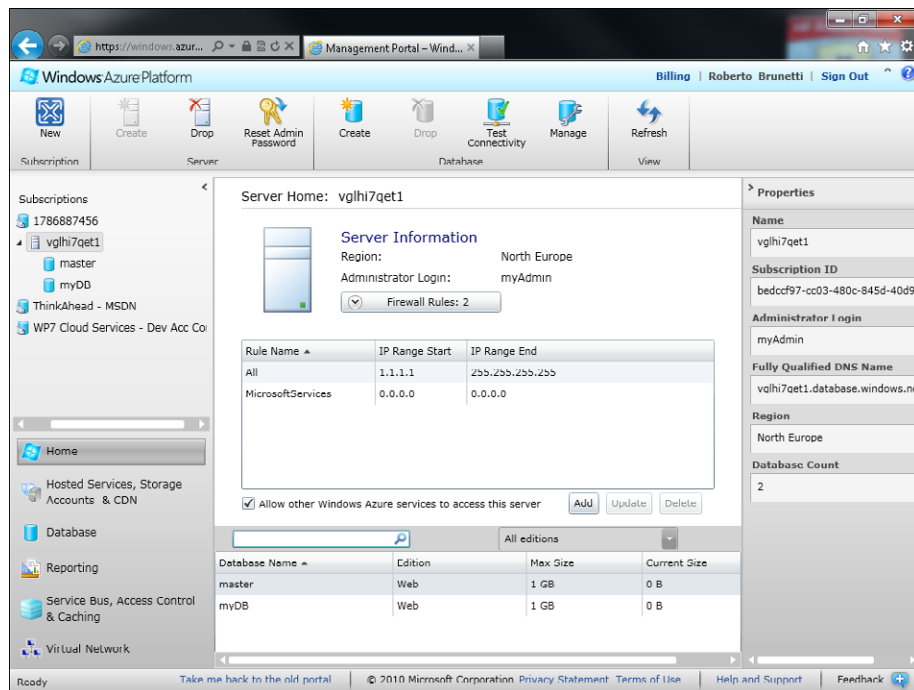 https://windows.azur...
Management Portal – Wind...
Windows Azure Platform
Billing | Roberto Brunetti | Sign Out
New
Create
Drop
Reset Admin Password
Create
Drop
Test Connectivity
Manage
Refresh
Subscription
Server
Database
View
Subscriptions
1786887456
vglhi7qet1
master
myDB
ThinkAhead - MSDN
WP7 Cloud Services - Dev Acc Co
Home
Hosted Services, Storage
Accounts & CDN
Database
Reporting
Service Bus, Access Control
& Caching
Virtual Network
Server Home: vglhi7qet1
Server Information
Region: North Europe
Administrator Login: myAdmin
Firewall Rules: 2
Rule Name IP Range Start IP Range End
All 1.1.1.1 255.255.255.255
MicrosoftServices 0.0.0.0 0.0.0.0
Allow other Windows Azure services to access this server
Add Update Delete
All editions
Database Name Edition Max Size Current Size
master Web 1 GB 0 B
myDB Web 1 GB 0 B
Properties
Name
vglhi7qet1
Subscription ID
bedccf97-cc03-480c-845d-40d9
Administrator Login
myAdmin
Fully Qualified DNS Name
vglhi7qet1.database.windows.ne
Region
North Europe
Database Count
2
Ready
Take me back to the old portal
© 2010 Microsoft Corporation Privacy Statement Terms of Use
Help and Support
Feedback